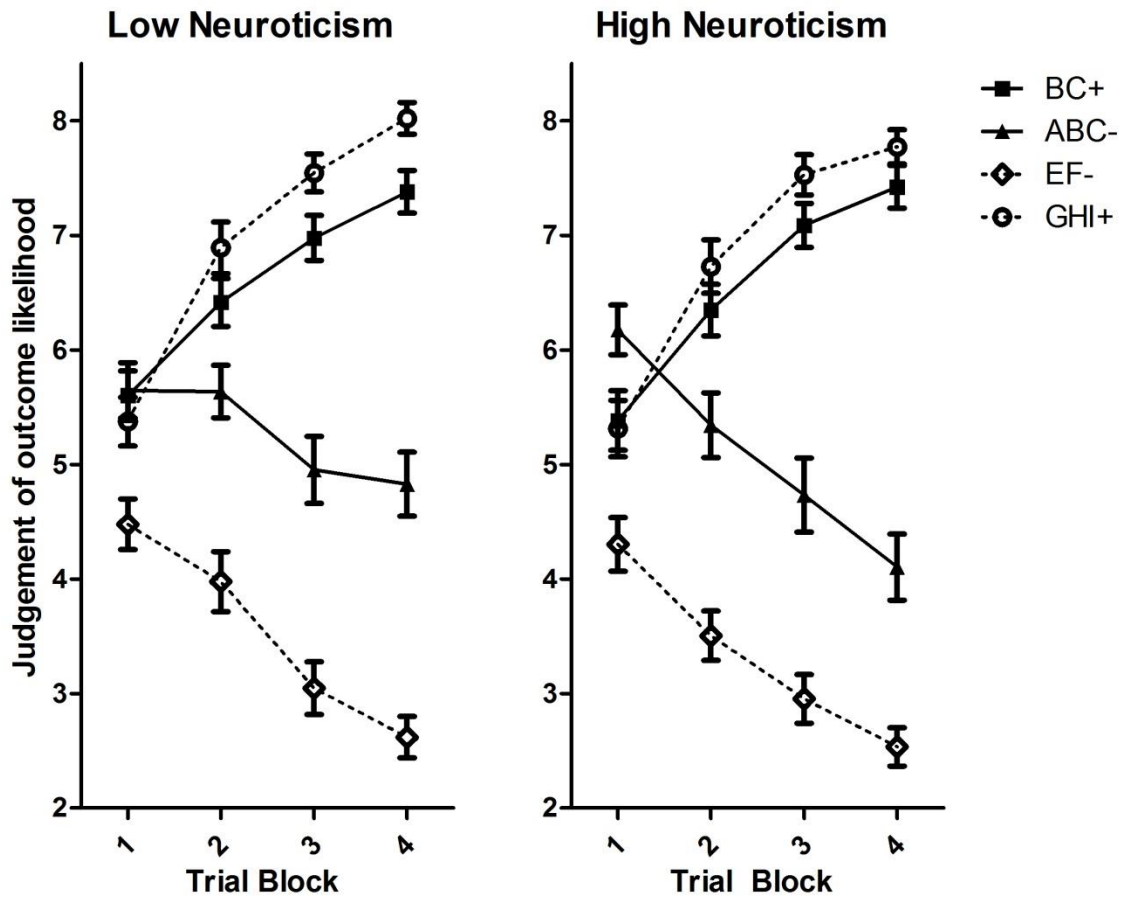 Low Neuroticism
High Neuroticism
BC+
ABC-
EF-
GHI+
Judgement of outcome likelihood
8
7
6
5
4
3
2
8
7
6
5
4
3
2
1 2 3 4
1 2 3 4
Trial Block
Trial Block